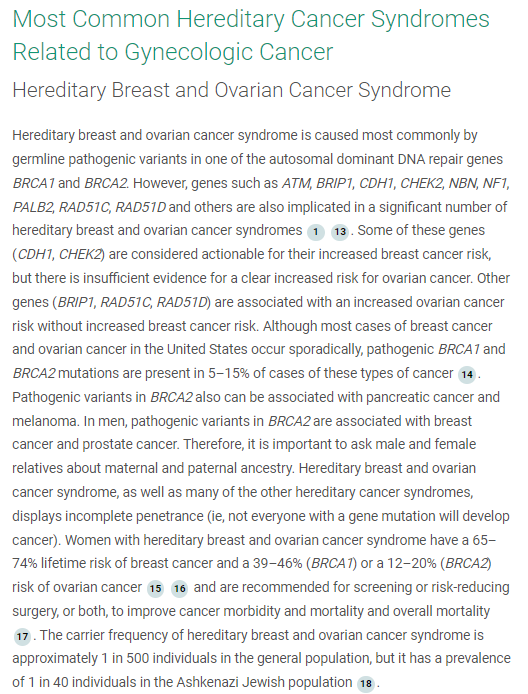 Most Common Hereditary Cancer Syndromes
Related to Gynecologic Cancer
Hereditary Breast and Ovarian Cancer Syndrome
Hereditary breast and ovarian cancer syndrome is caused most commonly by
germline pathogenic variants in one of the autosomal dominant DNA repair genes
BRCA1 and BRCA2. However, genes such as ATM, BRIP1, CDH1, CHEK2, NBN, NF1,
PALB2, RAD51C, RAD51D and others are also implicated in a significant number of
hereditary breast and ovarian cancer syndromes 1 13 . Some of these genes
(CDH1, CHEK2) are considered actionable for their increased breast cancer risk,
but there is insufficient evidence for a clear increased risk for ovarian cancer. Other
genes (BRIP1, RAD51C, RAD51D) are associated with an increased ovarian cancer
risk without increased breast cancer risk. Although most cases of breast cancer
and ovarian cancer in the United States occur sporadically, pathogenic BRCA1 and
BRCA2 mutations are present in 5–15% of cases of these types of cancer 14 .
Pathogenic variants in BRCA2 also can be associated with pancreatic cancer and
melanoma. In men, pathogenic variants in BRCA2 are associated with breast
cancer and prostate cancer. Therefore, it is important to ask male and female
relatives about maternal and paternal ancestry. Hereditary breast and ovarian
cancer syndrome, as well as many of the other hereditary cancer syndromes,
displays incomplete penetrance (ie, not everyone with a gene mutation will develop
cancer). Women with hereditary breast and ovarian cancer syndrome have a 65–
74% lifetime risk of breast cancer and a 39–46% (BRCA1) or a 12–20% (BRCA2)
risk of ovarian cancer 15 16 and are recommended for screening or risk-reducing
surgery, or both, to improve cancer morbidity and mortality and overall mortality
17 . The carrier frequency of hereditary breast and ovarian cancer syndrome is
approximately 1 in 500 individuals in the general population, but it has a prevalence
of 1 in 40 individuals in the Ashkenazi Jewish population 18 .